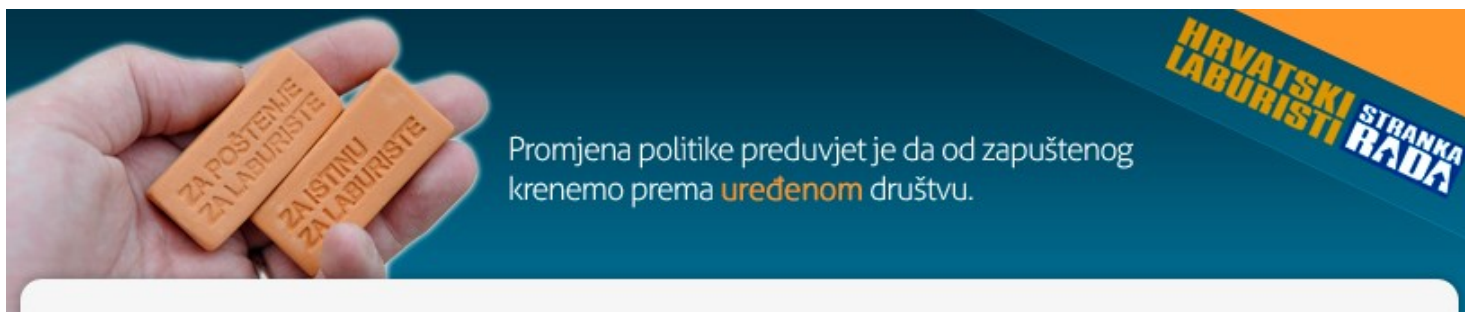 ZA POŠTENJE
ZA LABURISTE
ZA ISTINU
ZA LABURISTE
Promjena politike preduvjet je da od zapuštenog
krenemo prema uređenom društvu.
HRVATSKI
LABURISTI
STRANKA
RADA